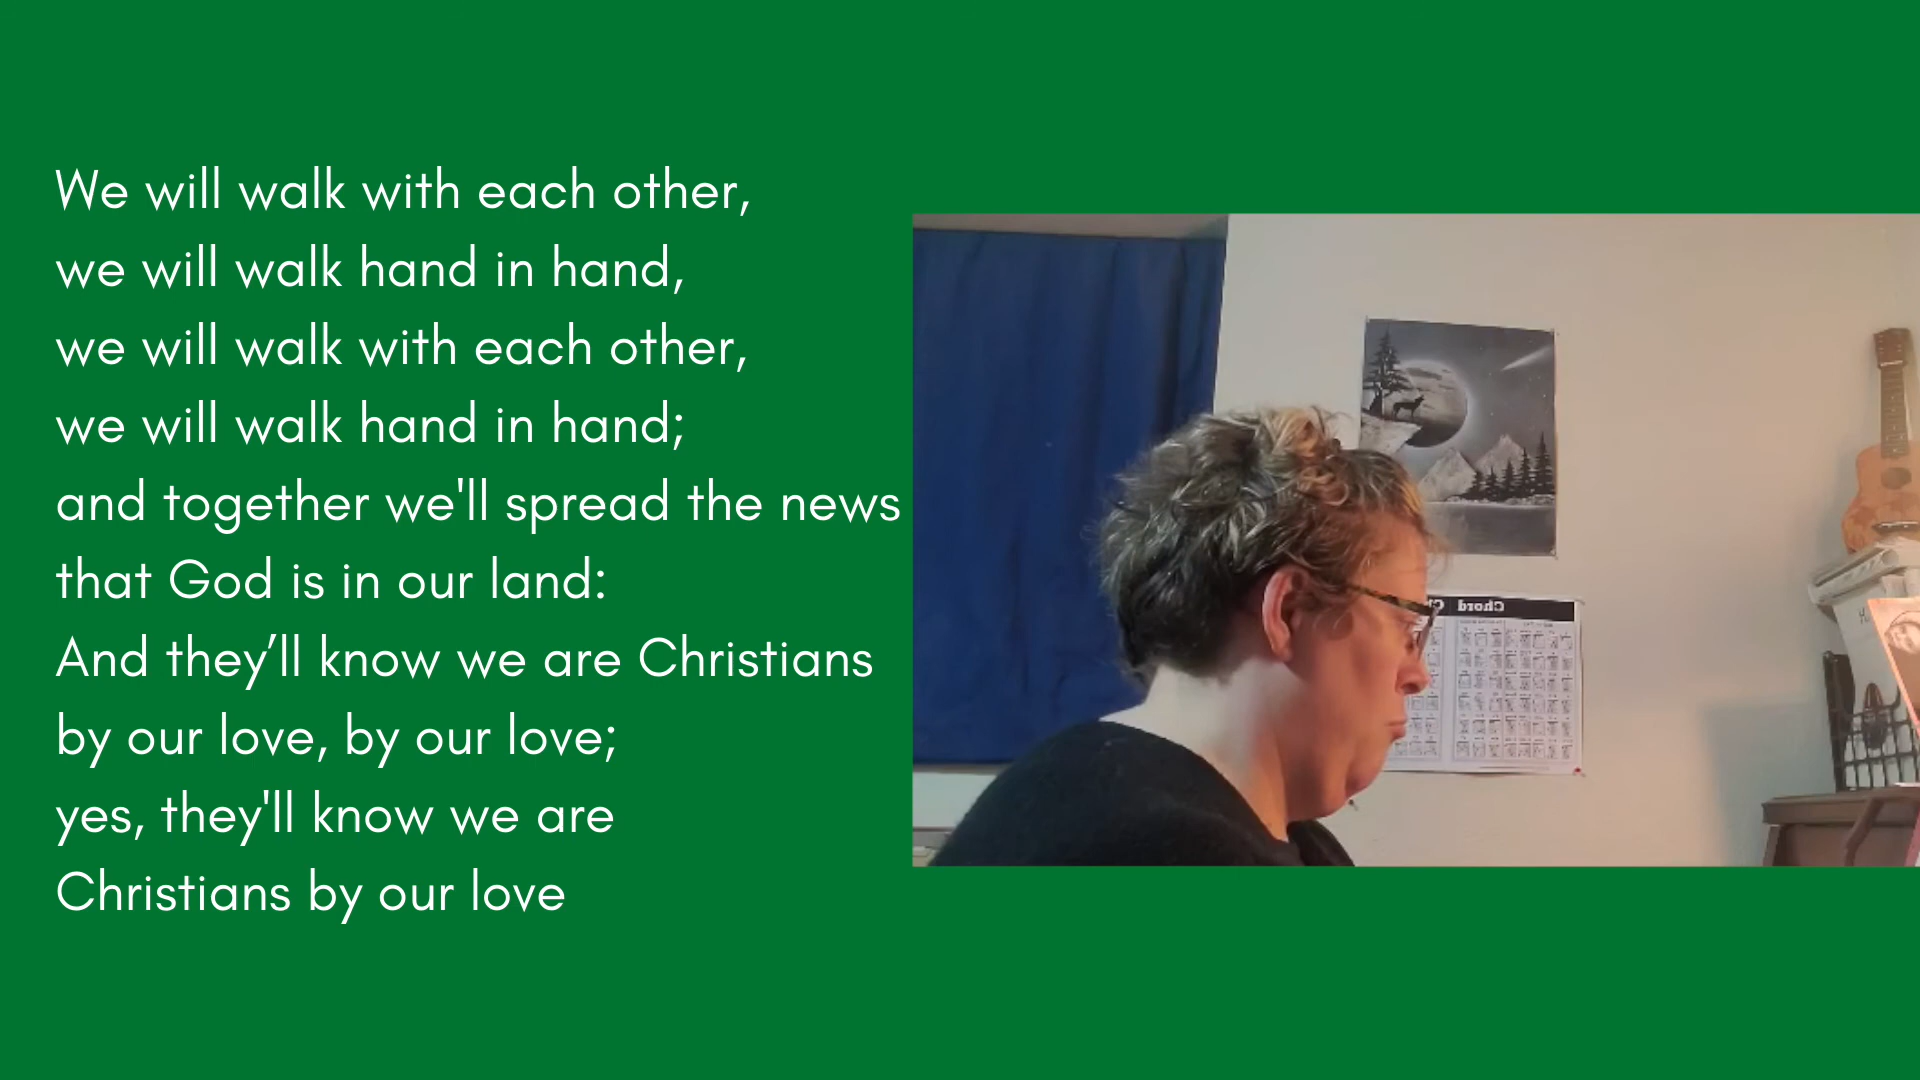 We will walk with each other,
we will walk hand in hand,
we will walk with each other,
we will walk hand in hand;
and together we'll spread the news
that God is in our land:
And they’ll know we are Christians
by our love, by our love;
yes, they'll know we are
Christians by our love
Chord